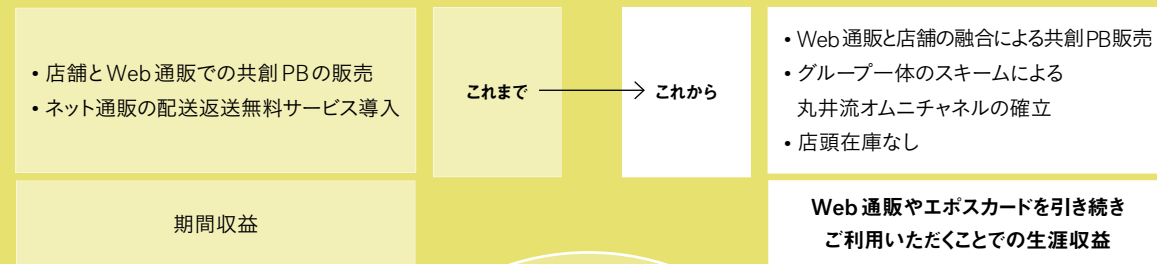 • 店舗とWeb通販での共創PBの販売
• ネット通販の配送返送無料サービス導入
これまで
これから
• Web通販と店舗の融合による共創PB販売
• グループ一体のスキームによる
丸井流オムニチャネルの確立
• 店頭在庫なし
期間収益
Web通販やエポスカードを引き続き
ご利用いただくことでの生涯収益